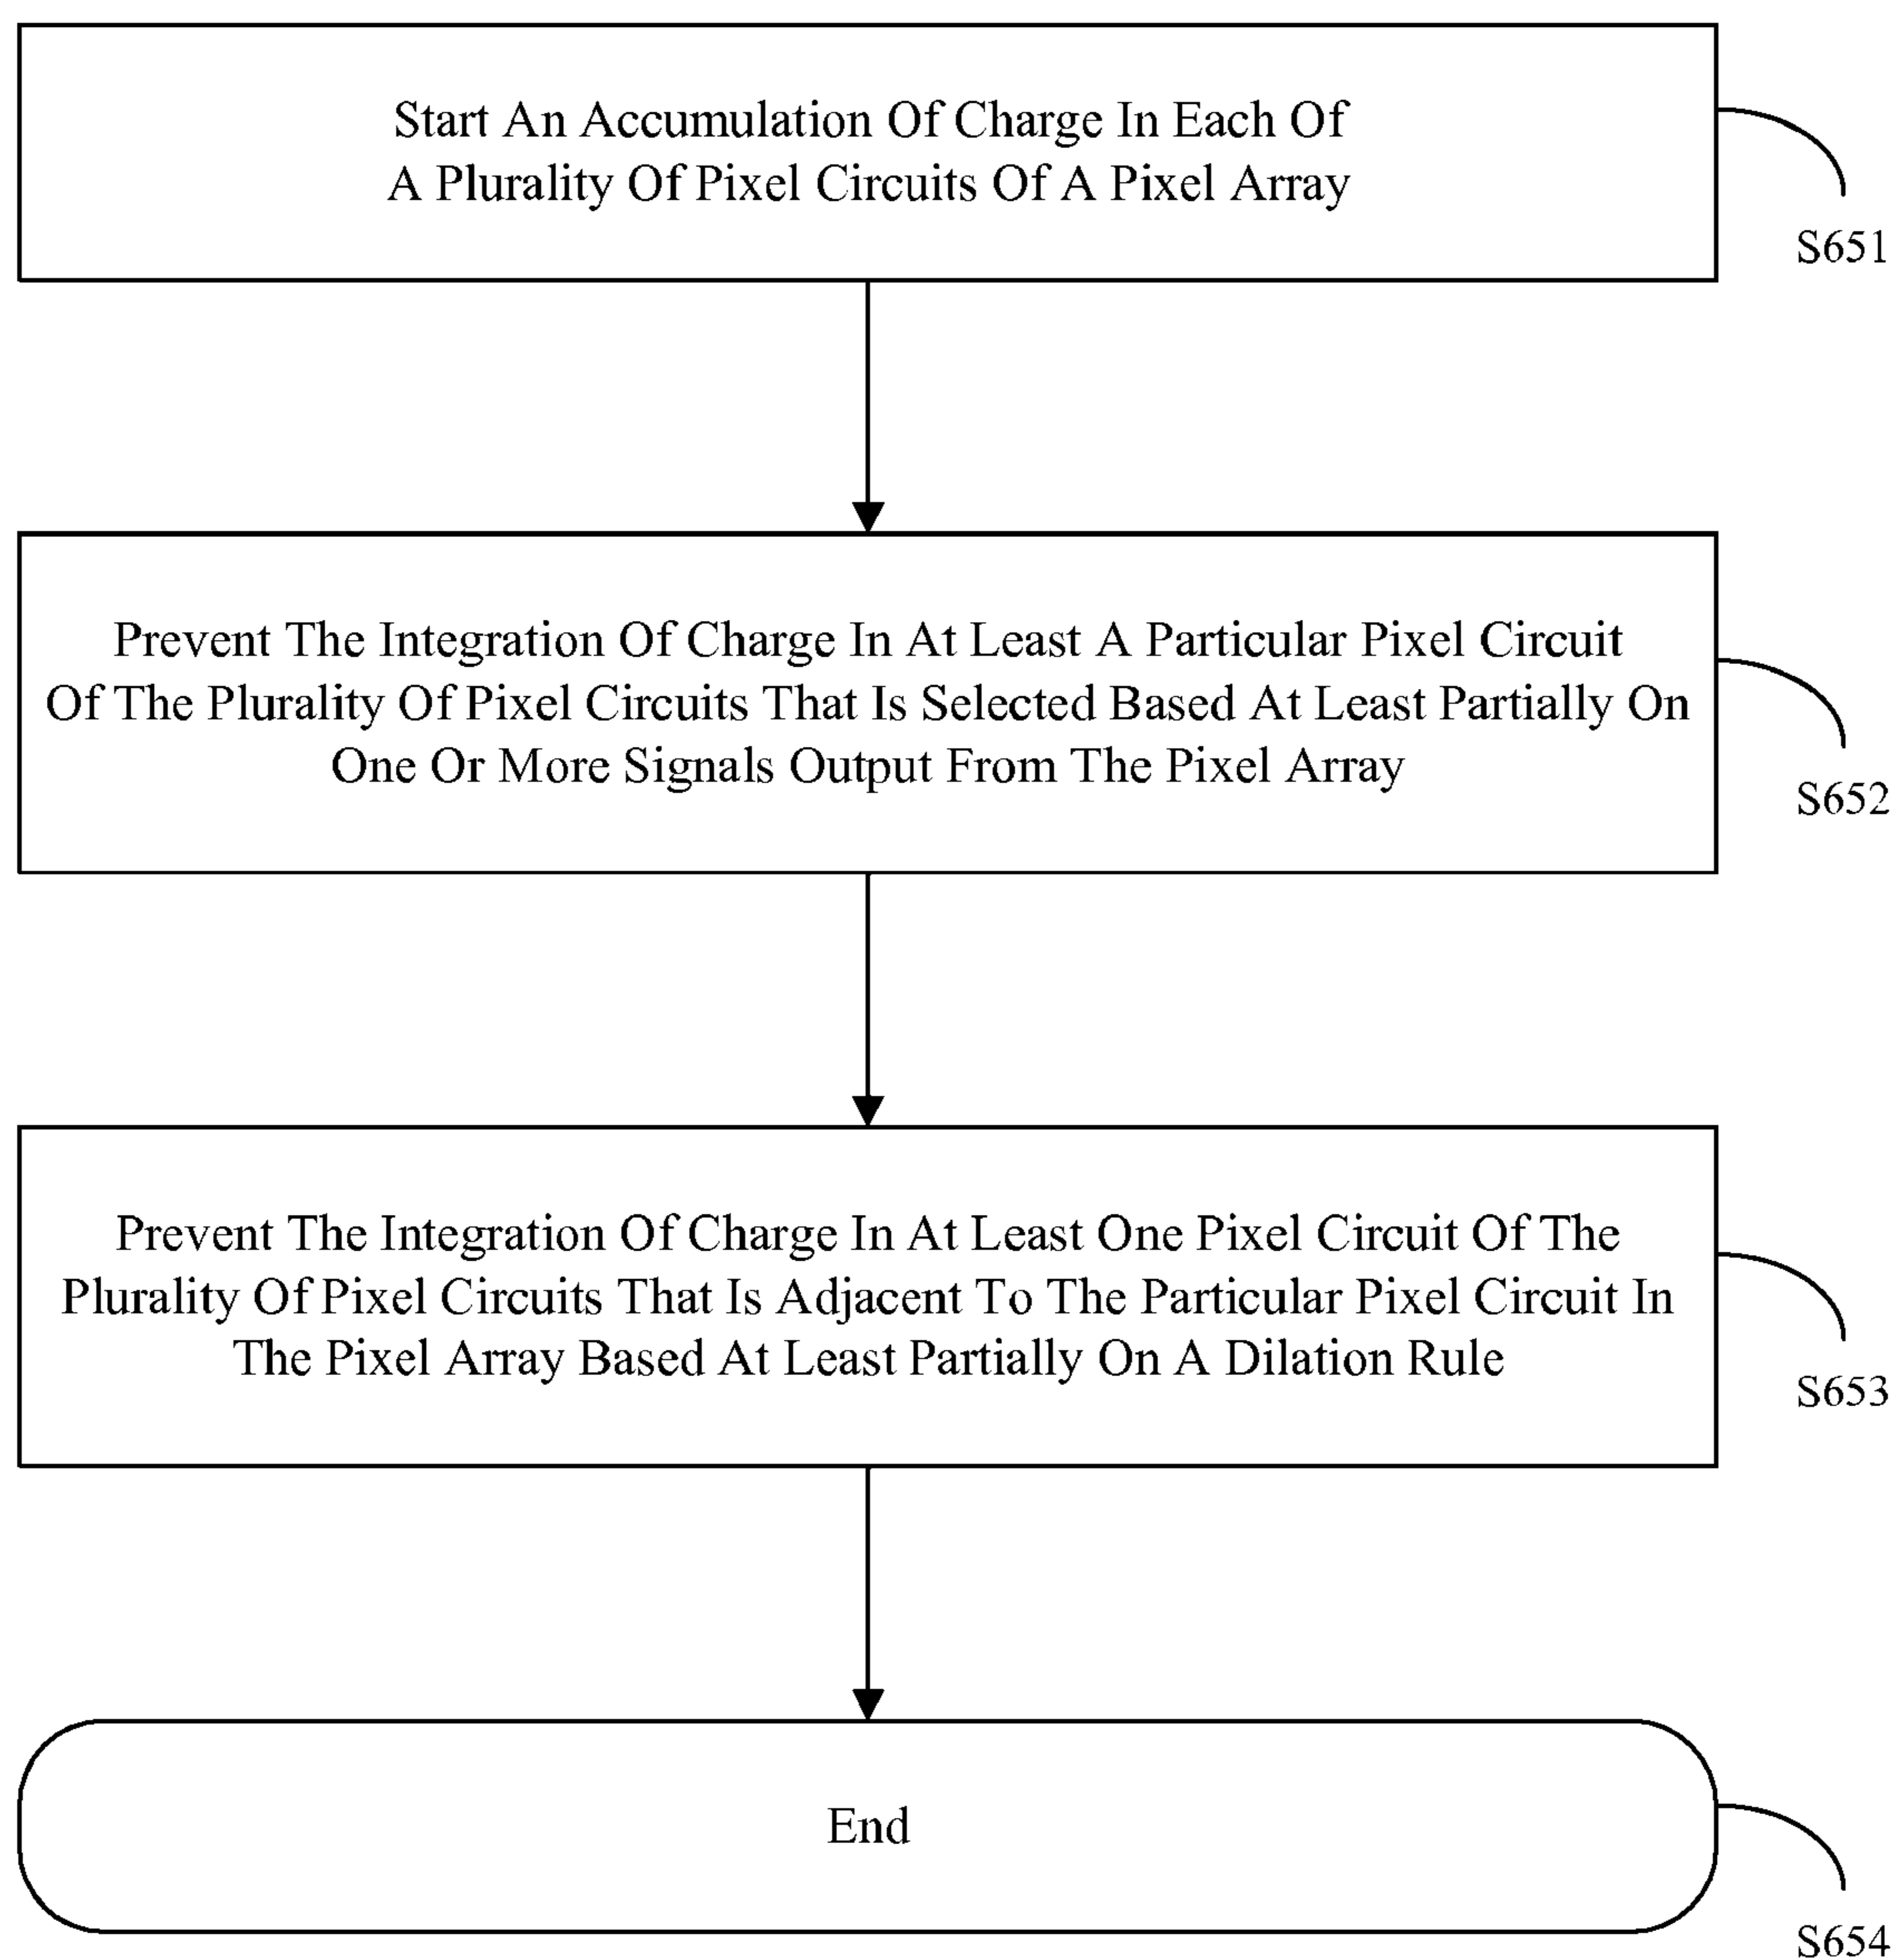 Start An Accumulation Of Charge In Each Of
A Plurality Of Pixel Circuits Of A Pixel Array
S651
Prevent The Integration Of Charge In At Least A Particular Pixel Circuit
Of The Plurality Of Pixel Circuits That Is Selected Based At Least Partially On
One Or More Signals Output From The Pixel Array
S652
Prevent The Integration Of Charge In At Least One Pixel Circuit Of The
Plurality Of Pixel Circuits That Is Adjacent To The Particular Pixel Circuit In
The Pixel Array Based At Least Partially On A Dilation Rule
S653
End
S654